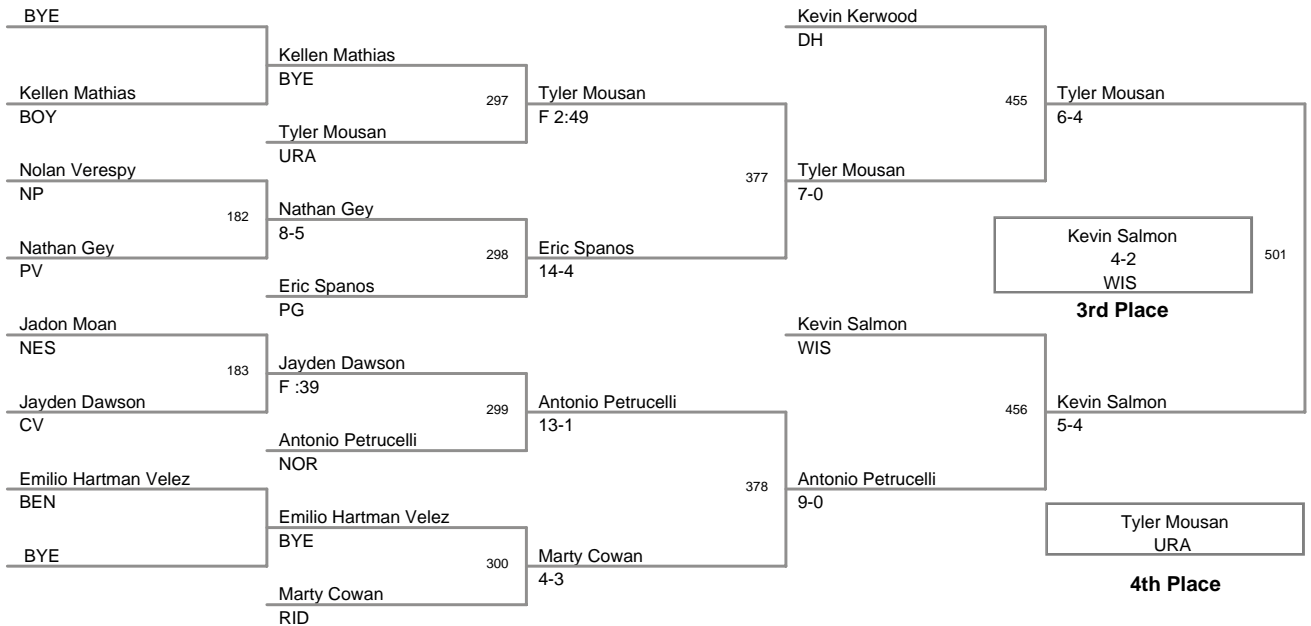 BYE
Kellen Mathias
BOY
Nolan Verespy
NP
182
Nathan Gey
PV
Jadon Moan
NES
183
Jayden Dawson
CV
Emilio Hartman Velez
BEN
BYE
Kellen Mathias
BYE
297
Tyler Mousan
URA
Nathan Gey
8-5
298
Eric Spanos
PG
Jayden Dawson
F :39
299
Antonio Petrucelli
NOR
Emilio Hartman Velez
BYE
300
Marty Cowan
RID
Tyler Mousan
F 2:49
377
Eric Spanos
14-4
Antonio Petrucelli
13-1
378
Marty Cowan
4-3
Kevin Kerwood
DH
455
Tyler Mousan
7-0
Kevin Salmon
WIS
456
Antonio Petrucelli
9-0
Tyler Mousan
6-4
501
Kevin Salmon
5-4
Kevin Salmon
4-2
WIS
3rd Place
Tyler Mousan
URA
4th Place